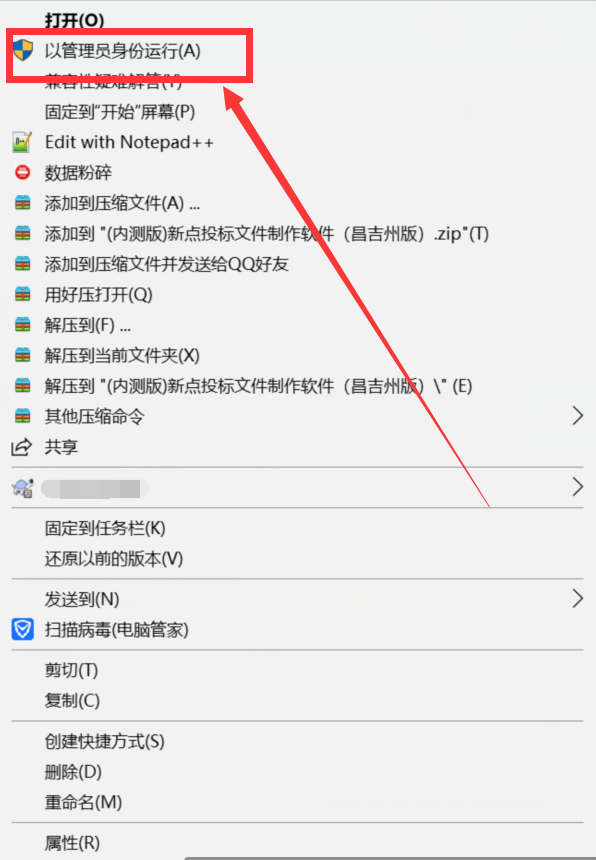 打开(O)
以管理员身份运行(A)
兼容性疑难解答(Y)
固定到“开始”屏幕(P)
Edit with Notepad++
数据粉碎
添加到压缩文件(A) ...
添加到 "(内测版)新点投标文件制作软件（昌吉州版）.zip"(T)
添加到压缩文件并发送给QQ好友
用好压打开(Q)
解压到(F) ...
解压到当前文件夹(X)
解压到 "(内测版)新点投标文件制作软件（昌吉州版）\" (E)
其他压缩命令
共享
固定到任务栏(K)
还原以前的版本(V)
发送到(N)
扫描病毒(电脑管家)
剪切(T)
复制(C)
创建快捷方式(S)
删除(D)
重命名(M)
属性(R)